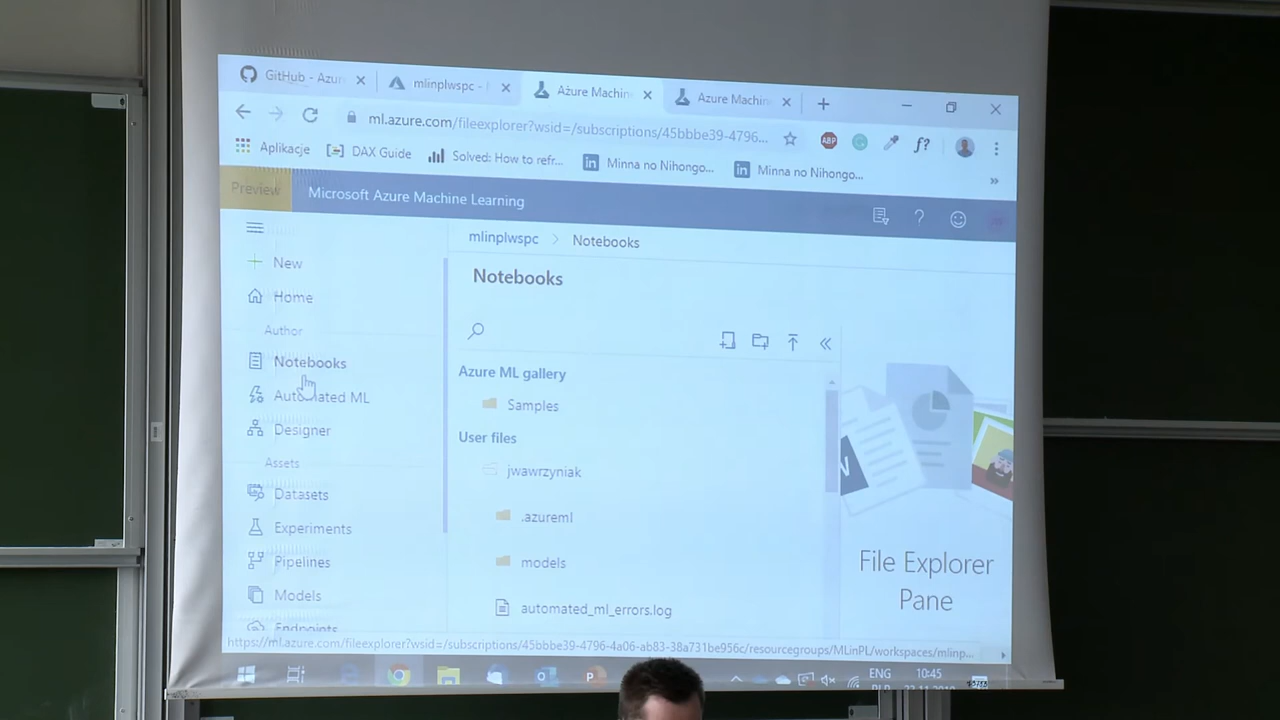 GitHub - Azur
mlinplwspc -
Azure Machin
Azure Machin
ml.azure.com/fileexplorer?wsid=/subscriptions/45bbbe39-4796...
ABP
f?
Aplikacje
DAX Guide
Solved: How to refr...
Minna no Nihongo...
Minna no Nihongo...
Preview
Microsoft Azure Machine Learning
New
Home
Author
Notebooks
Automated ML
Designer
Assets
Datasets
Experiments
Pipelines
Models
Endpoints
mlinplwspc > Notebooks
Notebooks
Azure ML gallery
Samples
User files
jwawrzyniak
.azureml
models
automated_ml_errors.log
File Explorer
Pane
https://ml.azure.com/fileexplorer?wsid=/subscriptions/45bbbe39-4796-4a06-ab83-38a731be956c/resourcegroups/MLinPL/workspaces/mlinp...
ENG
10:45